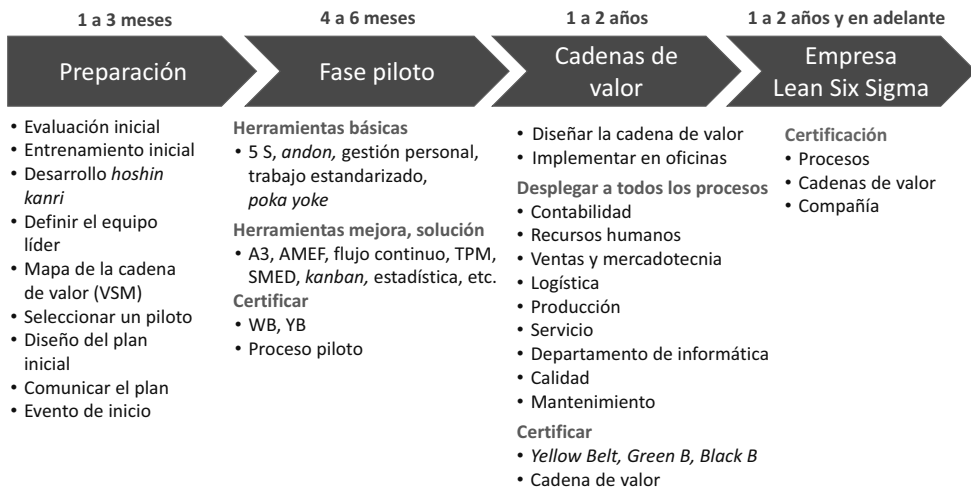 1 a 3 meses
Preparación
• Evaluación inicial
• Entrenamiento inicial
• Desarrollo hoshin
kanri
• Definir el equipo
líder
• Mapa de la cadena
de valor (VSM)
• Seleccionar un piloto
• Diseño del plan
inicial
• Comunicar el plan
• Evento de inicio
4 a 6 meses
Fase piloto
Herramientas básicas
• 5 S, andon, gestión personal,
trabajo estandarizado,
poka yoke
Herramientas mejora, solución
• A3, AMEF, flujo continuo, TPM,
SMED, kanban, estadística, etc.
Certificar
• WB, YB
• Proceso piloto
1 a 2 años
Cadenas de
valor
• Diseñar la cadena de valor
• Implementar en oficinas
Desplegar a todos los procesos
• Contabilidad
• Recursos humanos
• Ventas y mercadotecnia
• Logística
• Producción
• Servicio
• Departamento de informática
• Calidad
• Mantenimiento
Certificar
• Yellow Belt, Green B, Black B
• Cadena de valor
1 a 2 años y en adelante
Empresa
Lean Six Sigma
Certificación
• Procesos
• Cadenas de valor
• Compañía